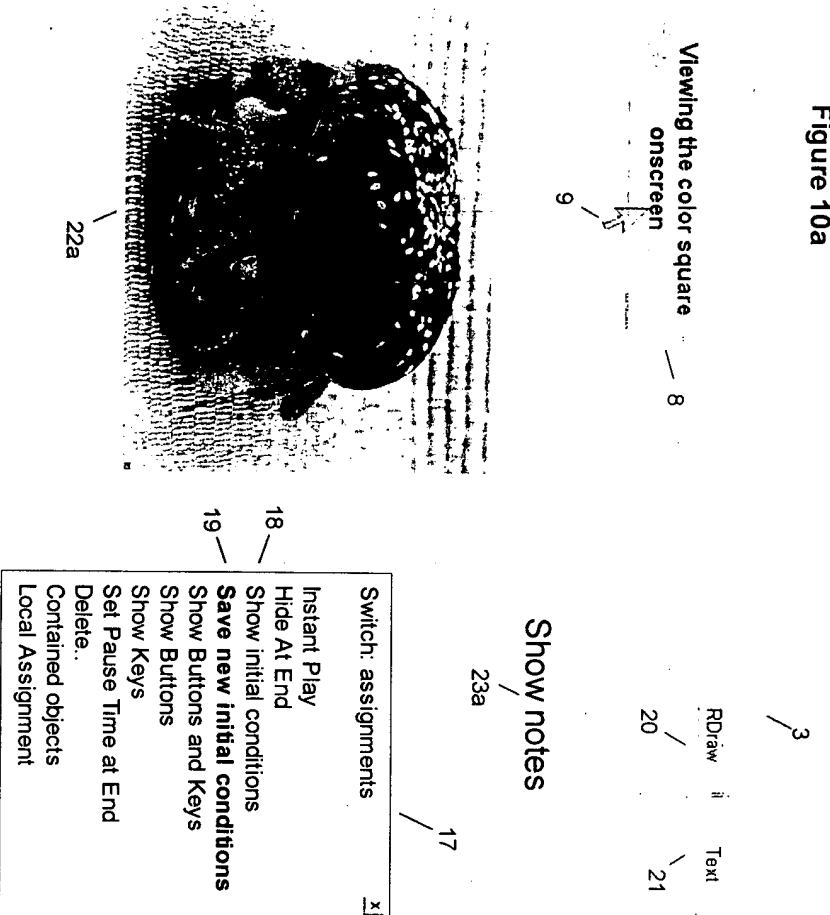 Figure 10a
3
RDraw il Text
20
21
Viewing the color square
onscreen
8
9
Show notes
23a
22a
17
Switch: assignments
x
Instant Play
Hide At End
18
Show initial conditions
19
Save new initial conditions
Show Buttons and Keys
Show Buttons
Show Keys
Set Pause Time at End
Delete..
Contained objects
Local Assignment